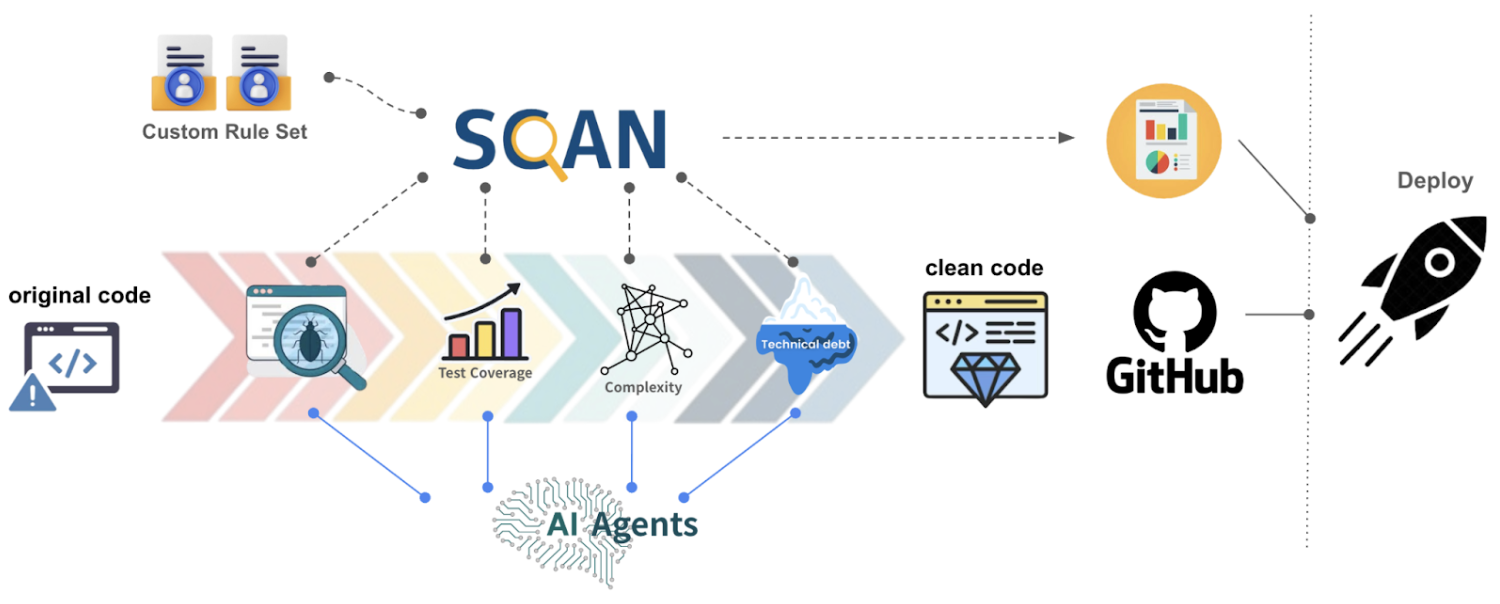 Custom Rule Set
SCAN
Deploy
original code
</>
Test Coverage
Complexity
Technical debt
clean code
</>
GitHub
AI Agents